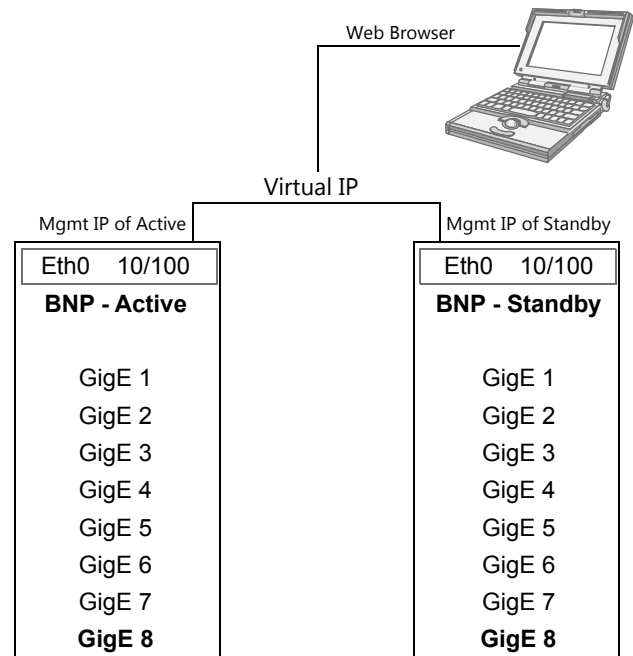 Web Browser
Virtual IP
Mgmt IP of Active
Mgmt IP of Standby
Eth0 10/100
BNP - Active
GigE 1
GigE 2
GigE 3
GigE 4
GigE 5
GigE 6
GigE 7
GigE 8
Eth0 10/100
BNP - Standby
GigE 1
GigE 2
GigE 3
GigE 4
GigE 5
GigE 6
GigE 7
GigE 8